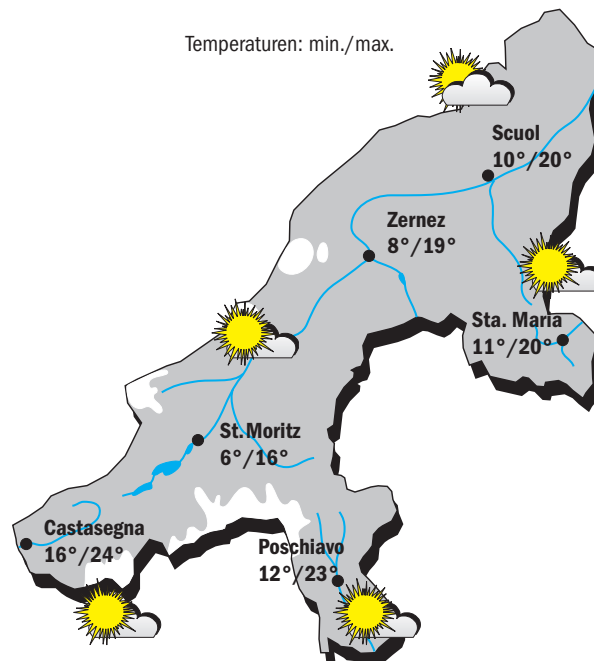 Temperaturen: min./max.
Scuol
10°/20°
Zernez
8°/19°
Sta. Maria
11°/20°
St. Moritz
6°/16°
Castasegna
16°/24°
Poschiavo
12°/23°